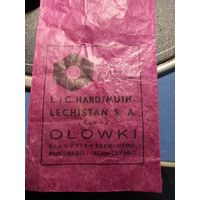 L. & C. HARDTMUTH-
LECHISTAN S. A.
OŁÓWKI
DLA UŻYTKU SZKOLNEGO,
BIUROWEGO I TECHNICZNEGO